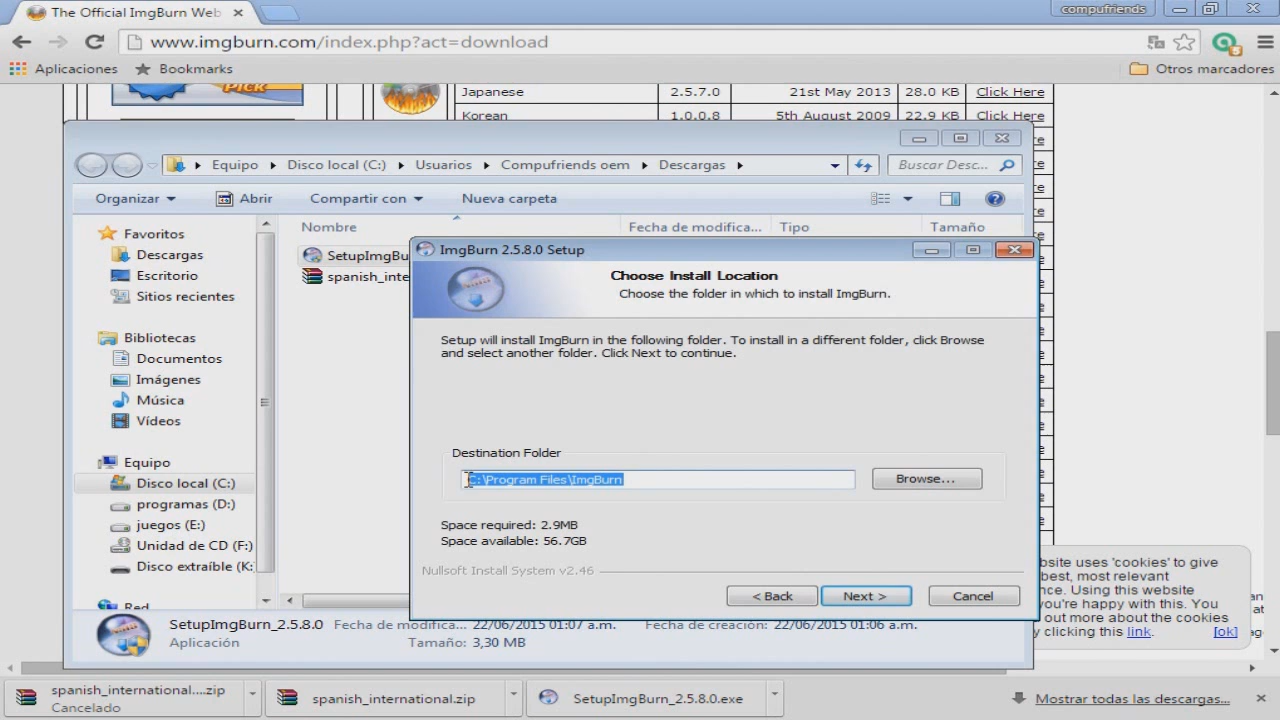 The Official ImgBurn Web
compufriends
www.imgburn.com/index.php?act=download
Aplicaciones
Bookmarks
Otros marcadores
Pick
Japanese 2.5.7.0 21st May 2013 28.0 KB Click Here
Korean 1.0.0.8 5th August 2009 22.9 KB Click Here
Equipo Disco local (C:) Usuarios Compufriends oem Descargas
Buscar Desc...
Organizar Abrir Compartir con Nueva carpeta
Nombre Fecha de modifica... Tipo Tamaño
Favoritos
Descargas
Escritorio
Sitios recientes
Bibliotecas
Documentos
Imágenes
Música
Vídeos
Equipo
Disco local (C:)
programas (D:)
juegos (E:)
Unidad de CD (F:)
Disco extraíble (K:
Red
SetupImgBu
spanish_inte
ImgBurn 2.5.8.0 Setup
Choose Install Location
Choose the folder in which to install ImgBurn.
Setup will install ImgBurn in the following folder. To install in a different folder, click Browse
and select another folder. Click Next to continue.
Destination Folder
C:\Program Files\ImgBurn
Browse...
Space required: 2.9MB
Space available: 56.7GB
Nullsoft Install System v2.46
< Back
Next >
Cancel
SetupImgBurn_2.5.8.0 Fecha de modifica... 22/06/2015 01:07 a.m. Fecha de creación: 22/06/2015 01:06 a.m.
Aplicación Tamaño: 3,30 MB
bsite uses 'cookies' to give
best, most relevant
nce. Using this website
you're happy with this. You
out more about the cookies
y clicking this link.
[ok]
spanish_international....zip
Cancelado
spanish_international.zip
SetupImgBurn_2.5.8.0.exe
Mostrar todas las descargas...